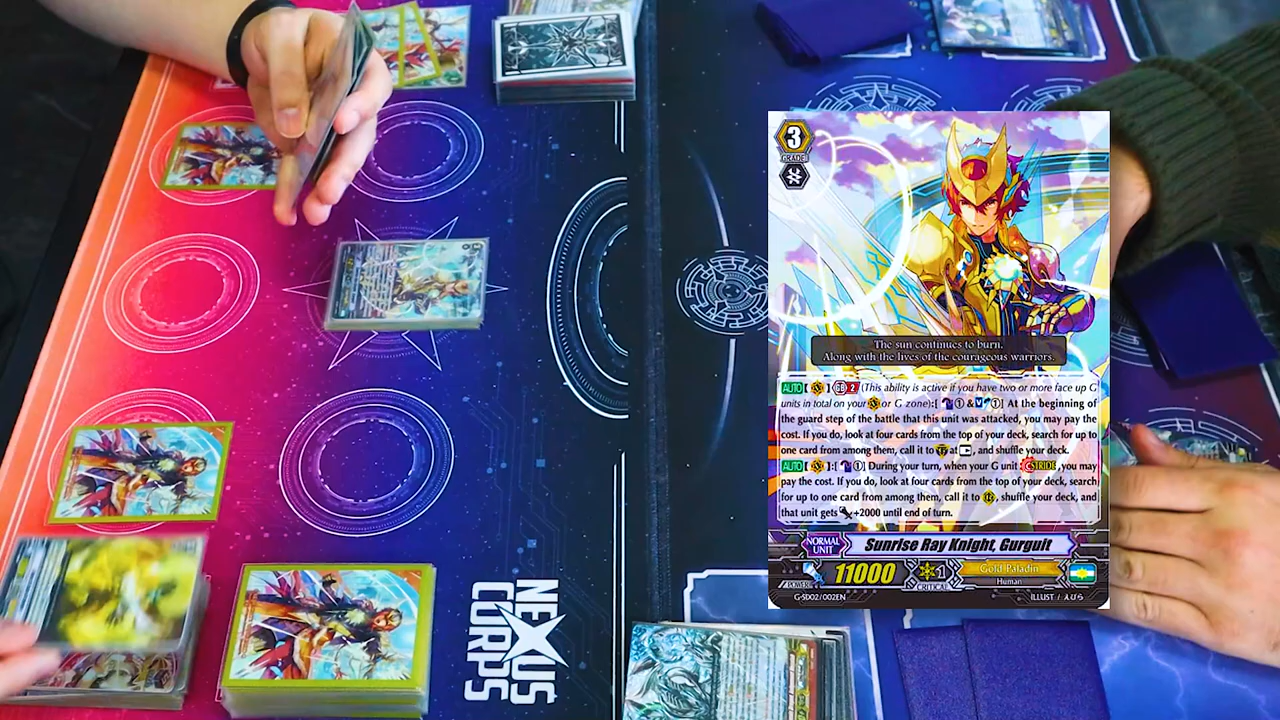 3
GRADE
The sun continues to burn.
Along with the lives of the courageous warriors.
AUTO 2 (This ability is active if you have two or more face up G
units in total on your or G zone):[ ① & ①] At the beginning of
the guard step of the battle that this unit was attacked, you may pay the
cost. If you do, look at four cards from the top of your deck, search for up to
one card from among them, call it to at , and shuffle your deck.
AUTO[ ]:[ ①] During your turn, when your G unit STRIDE, you may
pay the cost. If you do, look at four cards from the top of your deck, search
for up to one card from among them, call it to , shuffle your deck, and
that unit gets +2000 until end of turn.
NORMAL
UNIT
Sunrise Ray Knight, Gurguit
POWER
11000
1
CRITICAL
Gold Paladin
Human
G-SD02/002EN
ILLUST / えびら
NEXUS
CORPS